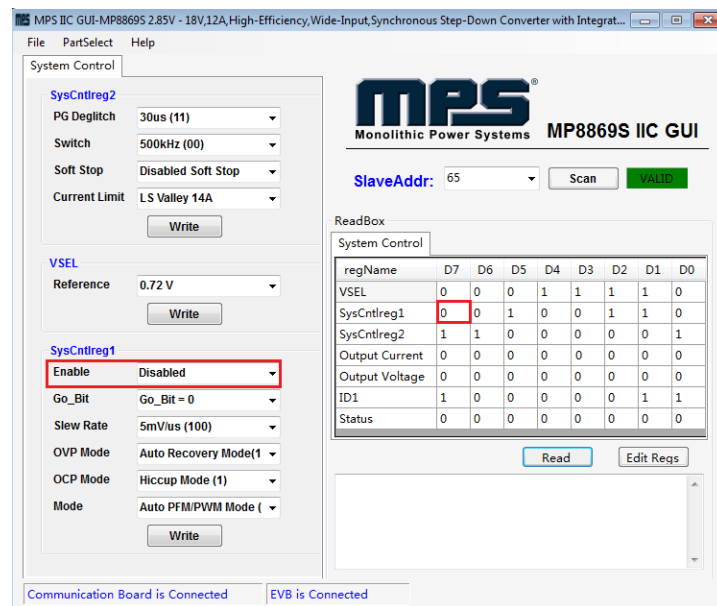 MPS IIC GUI-MP8869S 2.85V - 18V,12A,High-Efficiency,Wide-Input,Synchronous Step-Down Converter with Integrat...
File PartSelect Help
System Control
SysCntlreg2
PG Deglitch 30us (11)
Switch 500kHz (00)
Soft Stop Disabled Soft Stop
Current Limit LS Valley 14A
Write
VSEL
Reference 0.72 V
Write
SysCntlreg1
Enable Disabled
Go_Bit Go_Bit = 0
Slew Rate 5mV/us (100)
OVP Mode Auto Recovery Mode(1
OCP Mode Hiccup Mode (1)
Mode Auto PFM/PWM Mode (
Write
mps®
Monolithic Power Systems MP8869S IIC GUI
SlaveAddr: 65 Scan VALID
ReadBox
System Control
regName D7 D6 D5 D4 D3 D2 D1 D0
VSEL 0 0 0 1 1 1 1 0
SysCntlreg1 0 0 1 0 0 1 1 0
SysCntlreg2 1 1 0 0 0 0 0 1
Output Current 0 0 0 0 0 0 0 0
Output Voltage 0 0 0 0 0 0 0 0
ID1 1 0 0 0 0 0 1 1
Status 0 0 0 0 0 0 0 0
Read Edit Regs
Communication Board is Connected EVB is Connected